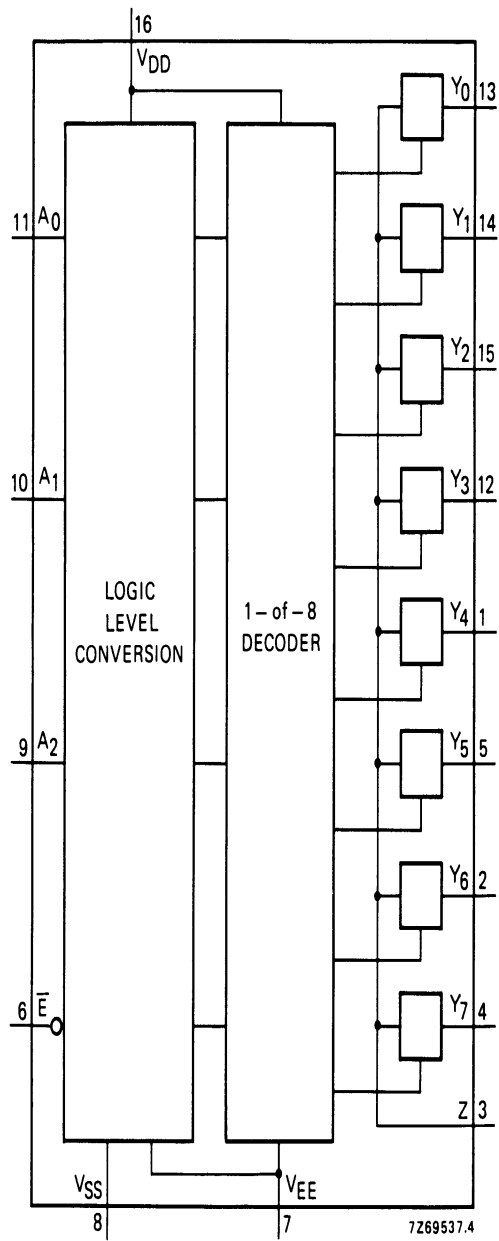 16
VDD
Y0 13
11 A0
Y1 14
Y2 15
10 A1
Y3 12
LOGIC
LEVEL
CONVERSION
1-of-8
DECODER
Y4 1
9 A2
Y5 5
Y6 2
6 E̅
Y7 4
Z 3
VSS
VEE
8
7
7Z69537.4